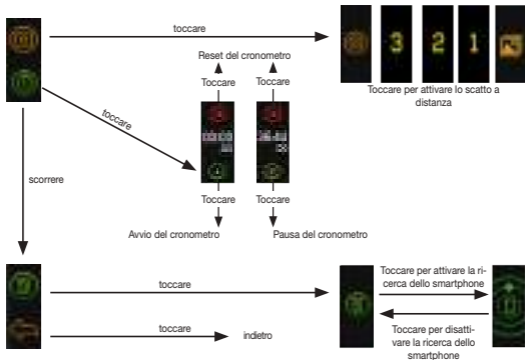 toccare
3 2 1
Reset del cronometro
Toccare Toccare
Toccare per attivare lo scatto a
distanza
toccare
scorrere
Toccare Toccare
Avvio del cronometro Pausa del cronometro
Toccare per attivare la ri-
cerca dello smartphone
toccare
toccare indietro
Toccare per disatti-
vare la ricerca dello
smartphone